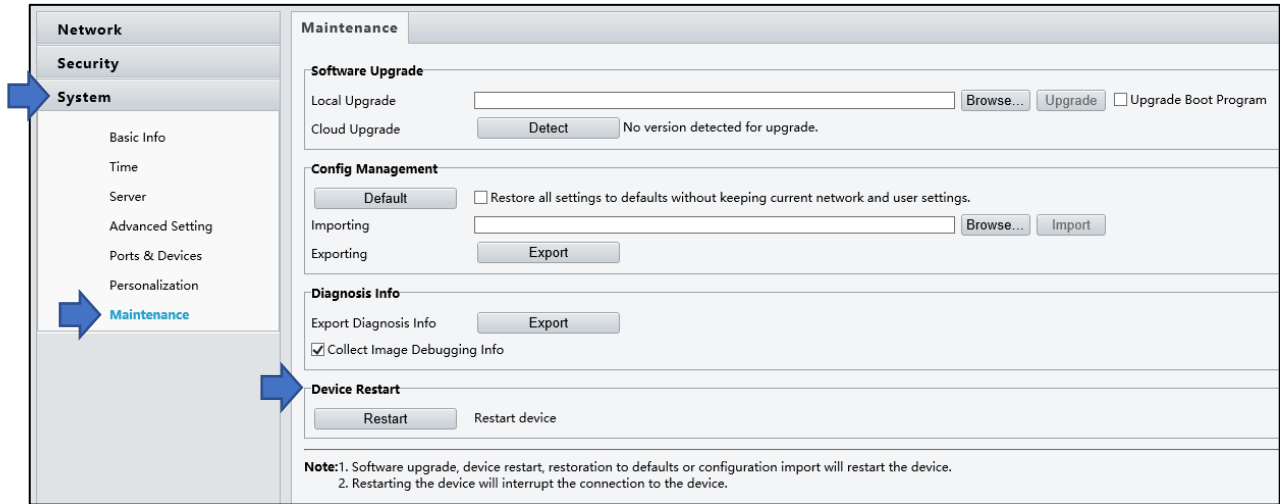 Network
Security
System
Basic Info
Time
Server
Advanced Setting
Ports & Devices
Personalization
Maintenance
Maintenance
Software Upgrade
Local Upgrade Browse... Upgrade Upgrade Boot Program
Cloud Upgrade Detect No version detected for upgrade.
Config Management
Default Restore all settings to defaults without keeping current network and user settings.
Importing Browse... Import
Exporting Export
Diagnosis Info
Export Diagnosis Info Export
Collect Image Debugging Info
Device Restart
Restart Restart device
Note:1. Software upgrade, device restart, restoration to defaults or configuration import will restart the device.
2. Restarting the device will interrupt the connection to the device.